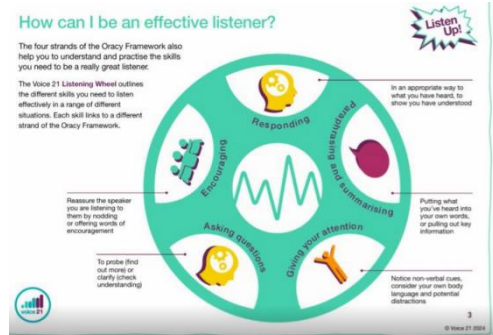 How can I be an effective listener?
Listen
Up!
The four strands of the Oracy Framework also
help you to understand and practise the skills
you need to be a really great listener.
The Voice 21 Listening Wheel outlines
the different skills you need to listen
effectively in a range of different
situations. Each skill links to a different
strand of the Oracy Framework.
In an appropriate way to
what you have heard, to
show you have understood
Responding
Paraphrasing and summarising
Encouraging
Reassure the speaker
you are listening to
them by nodding
or offering words of
encouragement
Putting what
you've heard into
your own words,
or pulling out key
information
Asking questions
Giving your attention
To probe (find
out more) or
clarify (check
understanding)
Notice non-verbal cues,
consider your own body
language and potential
distractions
voice 21
3
© Voice 21 2024